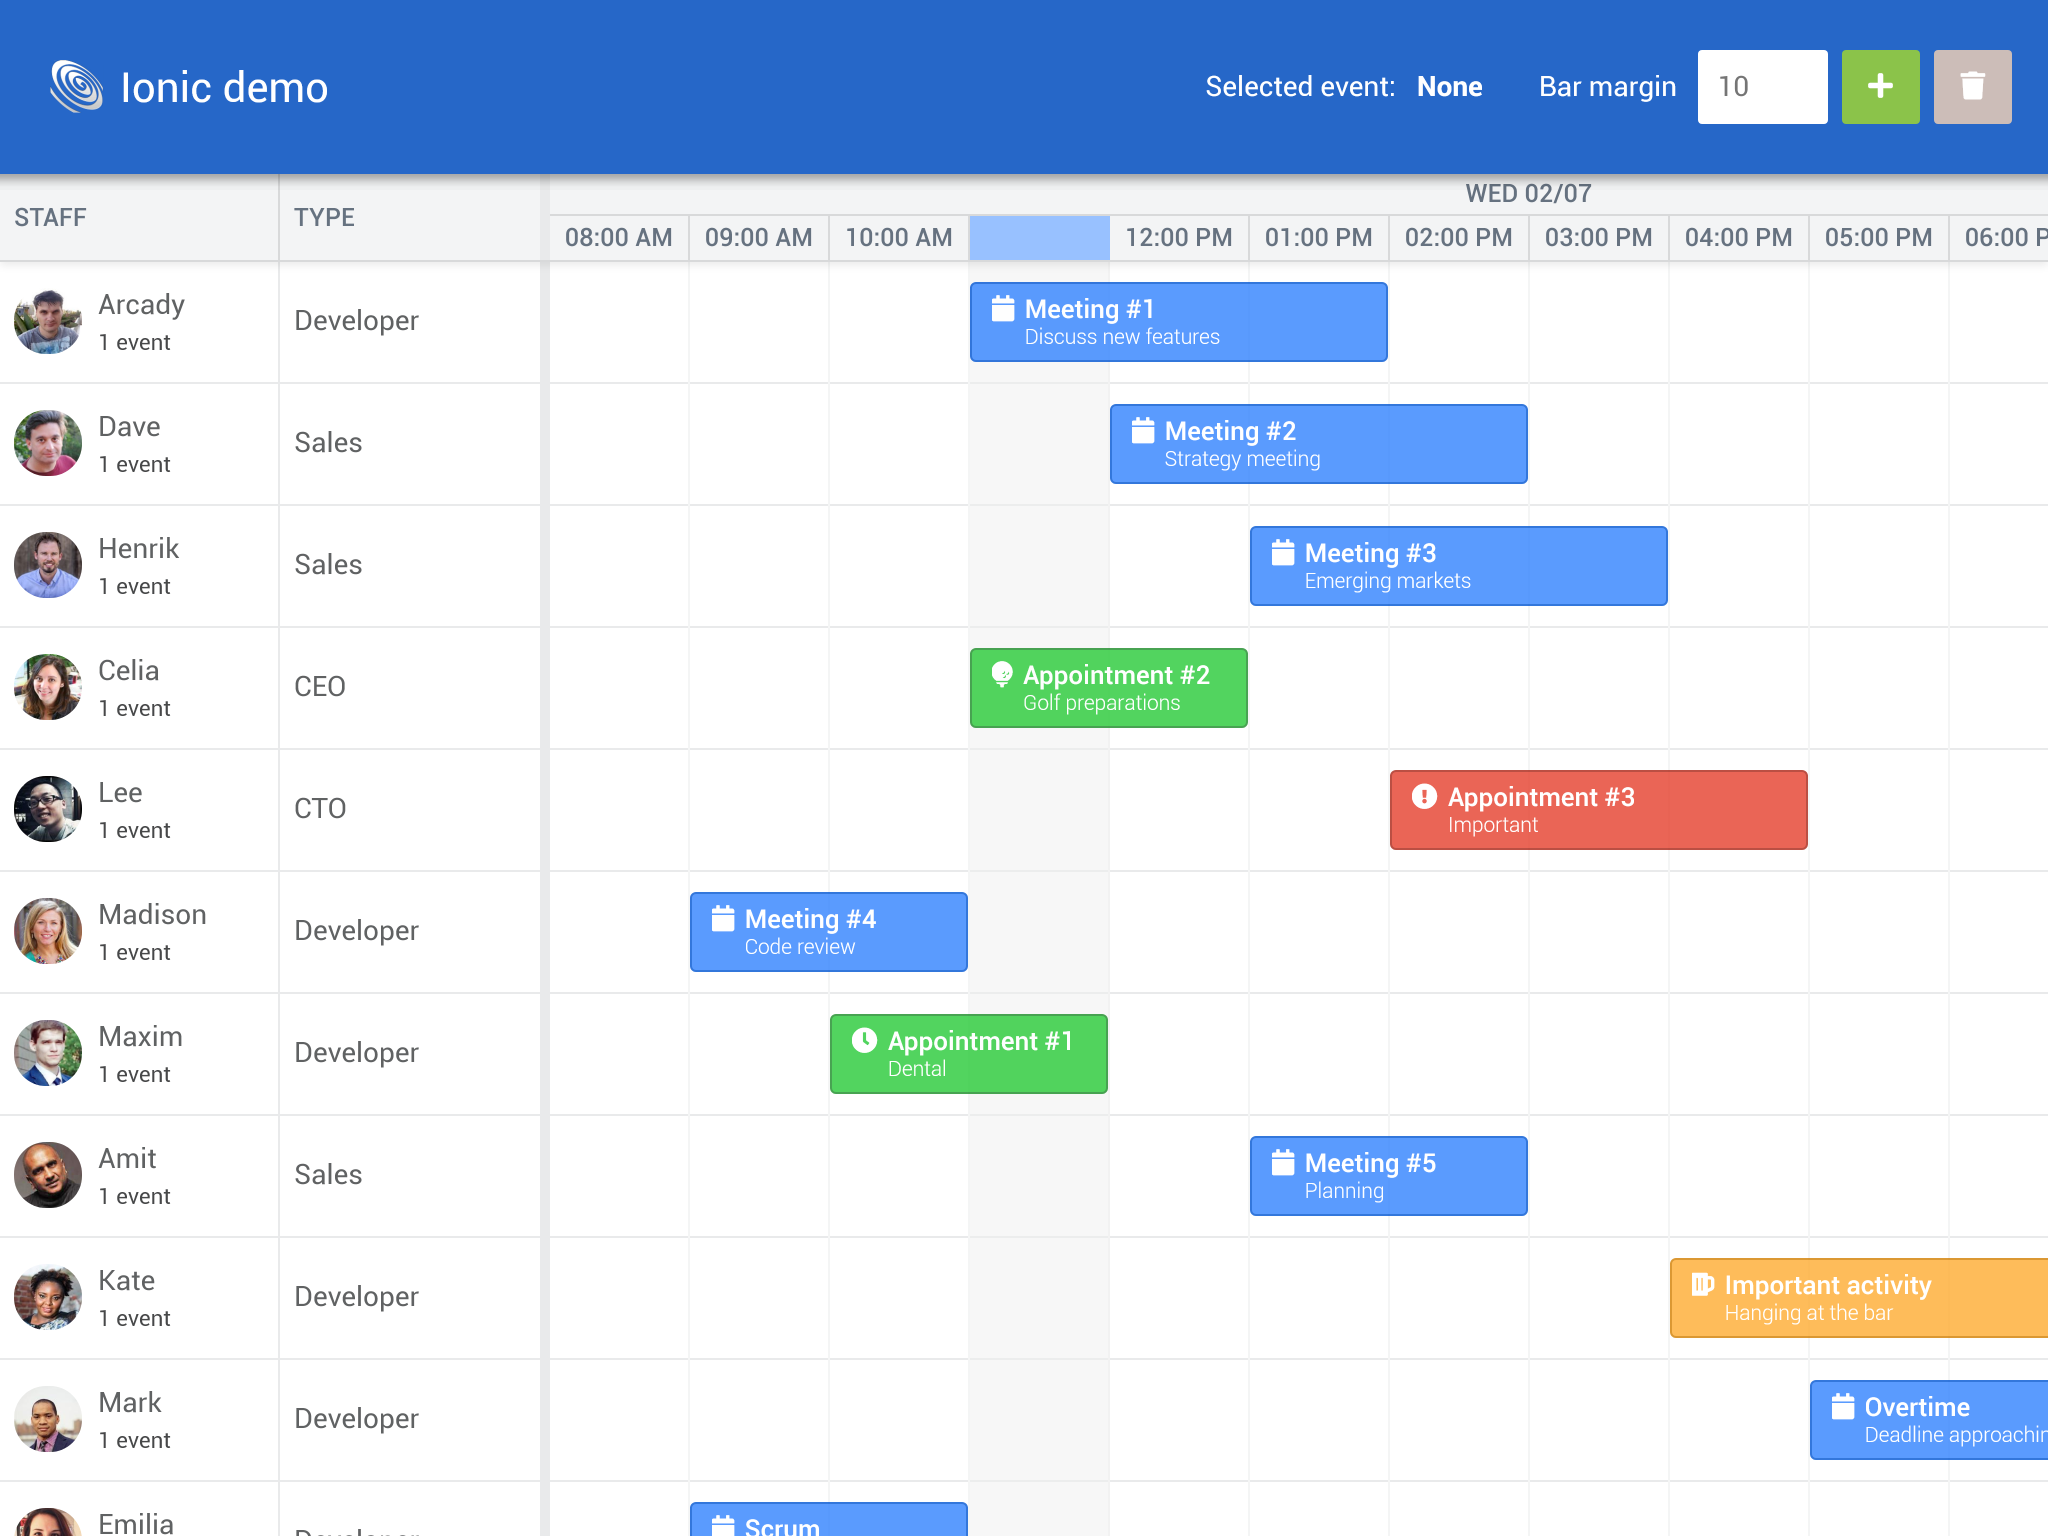 Ionic demo
Selected event: None
Bar margin
10
STAFF
TYPE
WED 02/07
08:00 AM
09:00 AM
10:00 AM
12:00 PM
01:00 PM
02:00 PM
03:00 PM
04:00 PM
05:00 PM
06:00 P
Arcady
1 event
Developer
Meeting #1
Discuss new features
Dave
1 event
Sales
Meeting #2
Strategy meeting
Henrik
1 event
Sales
Meeting #3
Emerging markets
Celia
1 event
CEO
Appointment #2
Golf preparations
Lee
1 event
CTO
Appointment #3
Important
Madison
1 event
Developer
Meeting #4
Code review
Maxim
1 event
Developer
Appointment #1
Dental
Amit
1 event
Sales
Meeting #5
Planning
Kate
1 event
Developer
Important activity
Hanging at the bar
Mark
1 event
Developer
Overtime
Deadline approachin
Emilia
Developer
Scrum